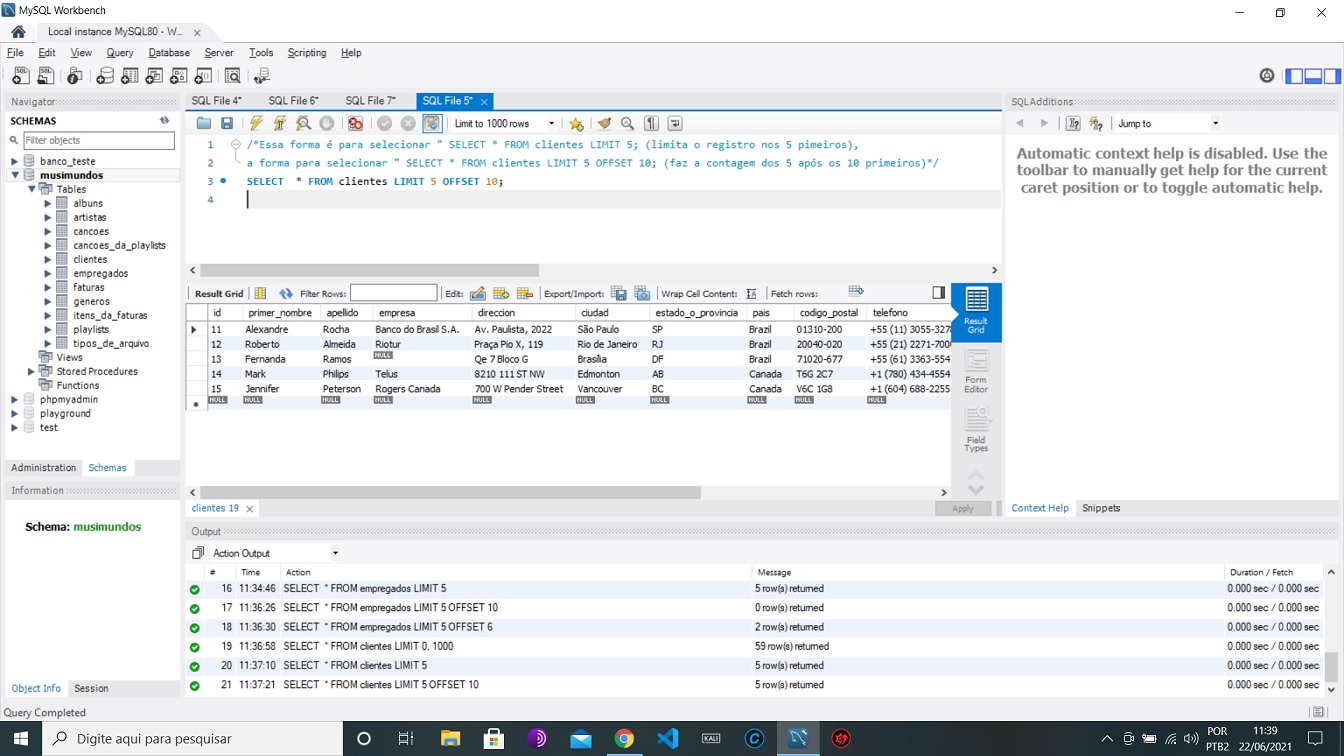 MySQL Workbench
Local instance MySQL80 - W...
File Edit View Query Database Server Tools Scripting Help
Navigator
SCHEMAS
Filter objects
banco_teste
musimundos
Tables
albuns
artistas
cancoes
cancoes_da_playlists
clientes
empregados
faturas
generos
itens_da_faturas
playlists
tipos_de_arquivo
Views
Stored Procedures
Functions
phpmyadmin
playground
test
Administration Schemas
Information
Schema: musimundos
Object Info Session
SQL File 4* SQL File 6* SQL File 7* SQL File 5*
Limit to 1000 rows
1 /*Essa forma é para selecionar " SELECT * FROM clientes LIMIT 5; (limita o registro nos 5 pimeiros),
2 a forma para selecionar " SELECT * FROM clientes LIMIT 5 OFFSET 10; (faz a contagem dos 5 após os 10 primeiros)*/
3 SELECT * FROM clientes LIMIT 5 OFFSET 10;
4
Result Grid Filter Rows: Edit: Export/Import: Wrap Cell Content: Fetch rows:
id primer_nombre apellido empresa direccion ciudad estado_o_provincia pais codigo_postal telefono
11 Alexandre Rocha Banco do Brasil S.A. Av. Paulista, 2022 São Paulo SP Brazil 01310-200 +55 (11) 3055-3278
12 Roberto Almeida Riotur Praça Pio X, 119 Rio de Janeiro RJ Brazil 20040-020 +55 (21) 2271-7000
13 Fernanda Ramos NULL Qe 7 Bloco G Brasília DF Brazil 71020-677 +55 (61) 3363-5547
14 Mark Philips Telus 8210 111 ST NW Edmonton AB Canada T6G 2C7 +1 (780) 434-4554
15 Jennifer Peterson Rogers Canada 700 W Pender Street Vancouver BC Canada V6C 1G8 +1 (604) 688-2255
NULL NULL NULL NULL NULL NULL NULL NULL NULL NULL
Result Grid
Form Editor
Field Types
clientes 19
Apply
SQLAdditions
Jump to
Automatic context help is disabled. Use the
toolbar to manually get help for the current
caret position or to toggle automatic help.
Context Help Snippets
Output
Action Output
# Time Action Message Duration / Fetch
16 11:34:46 SELECT * FROM empregados LIMIT 5 5 row(s) returned 0.000 sec / 0.000 sec
17 11:36:26 SELECT * FROM empregados LIMIT 5 OFFSET 10 0 row(s) returned 0.000 sec / 0.000 sec
18 11:36:30 SELECT * FROM empregados LIMIT 5 OFFSET 6 2 row(s) returned 0.000 sec / 0.000 sec
19 11:36:58 SELECT * FROM clientes LIMIT 0, 1000 59 row(s) returned 0.000 sec / 0.000 sec
20 11:37:10 SELECT * FROM clientes LIMIT 5 5 row(s) returned 0.000 sec / 0.000 sec
21 11:37:21 SELECT * FROM clientes LIMIT 5 OFFSET 10 5 row(s) returned 0.000 sec / 0.000 sec
Query Completed
Digite aqui para pesquisar
KALI
POR
PTB2
11:39
22/06/2021